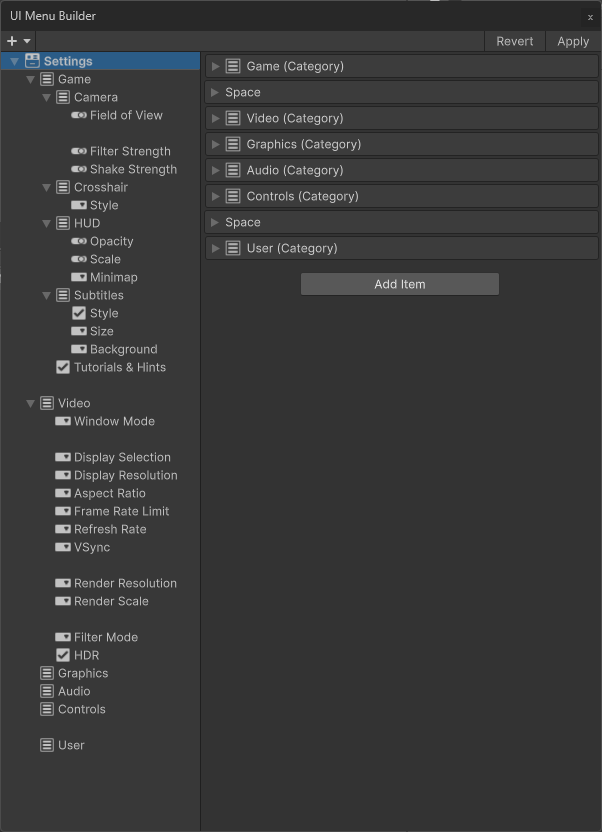 UI Menu Builder
x
Revert
Apply
Settings
Game
Camera
Field of View
Filter Strength
Shake Strength
Crosshair
Style
HUD
Opacity
Scale
Minimap
Subtitles
Style
Size
Background
Tutorials & Hints
Video
Window Mode
Display Selection
Display Resolution
Aspect Ratio
Frame Rate Limit
Refresh Rate
VSync
Render Resolution
Render Scale
Filter Mode
HDR
Graphics
Audio
Controls
User
Game (Category)
Space
Video (Category)
Graphics (Category)
Audio (Category)
Controls (Category)
Space
User (Category)
Add Item